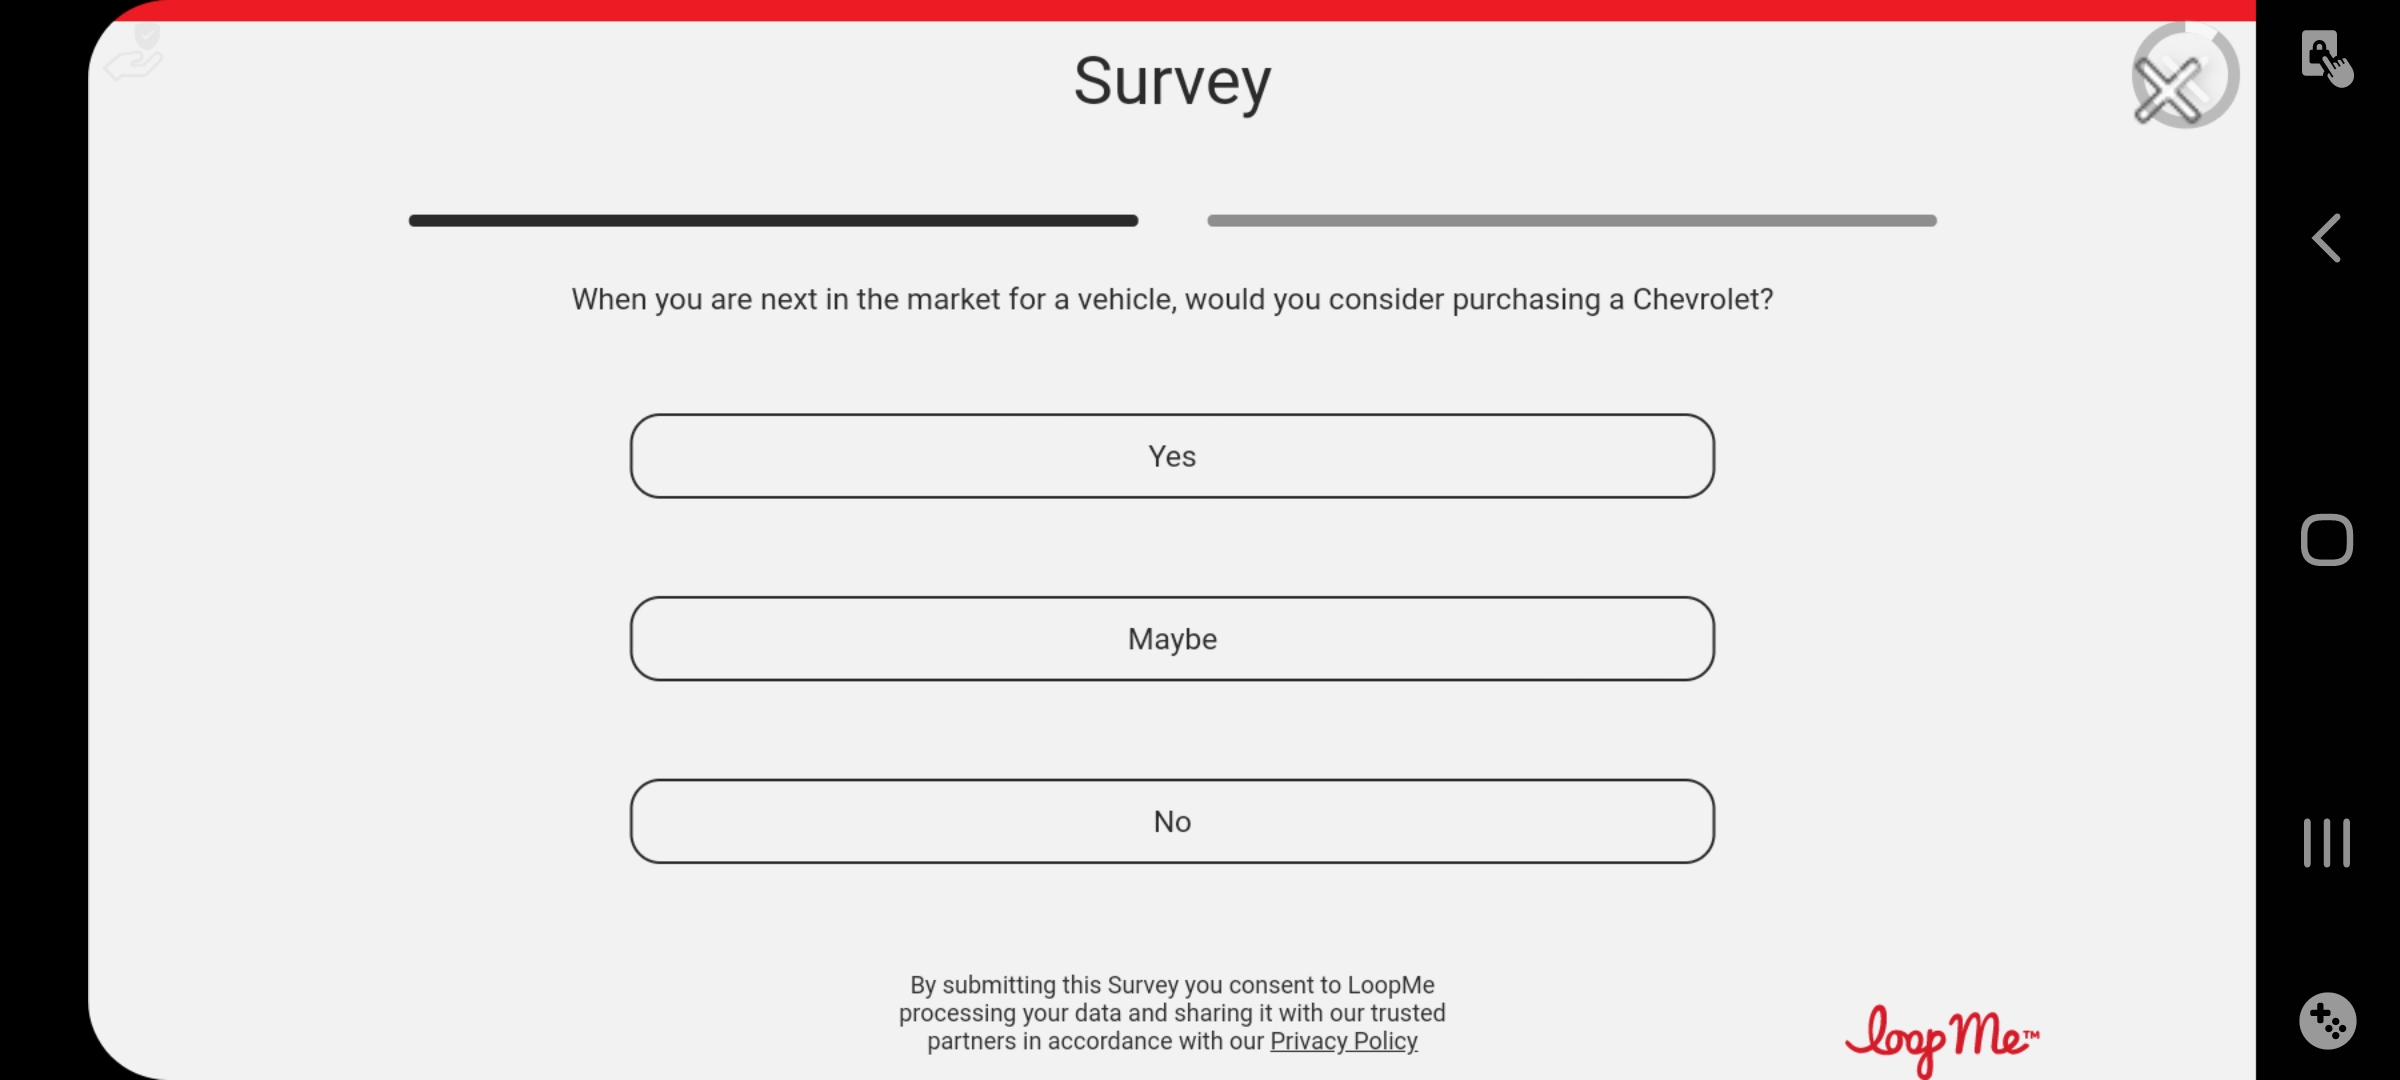 Survey
When you are next in the market for a vehicle, would you consider purchasing a Chevrolet?
Yes
Maybe
No
By submitting this Survey you consent to LoopMe
processing your data and sharing it with our trusted
partners in accordance with our Privacy Policy
loopMe™